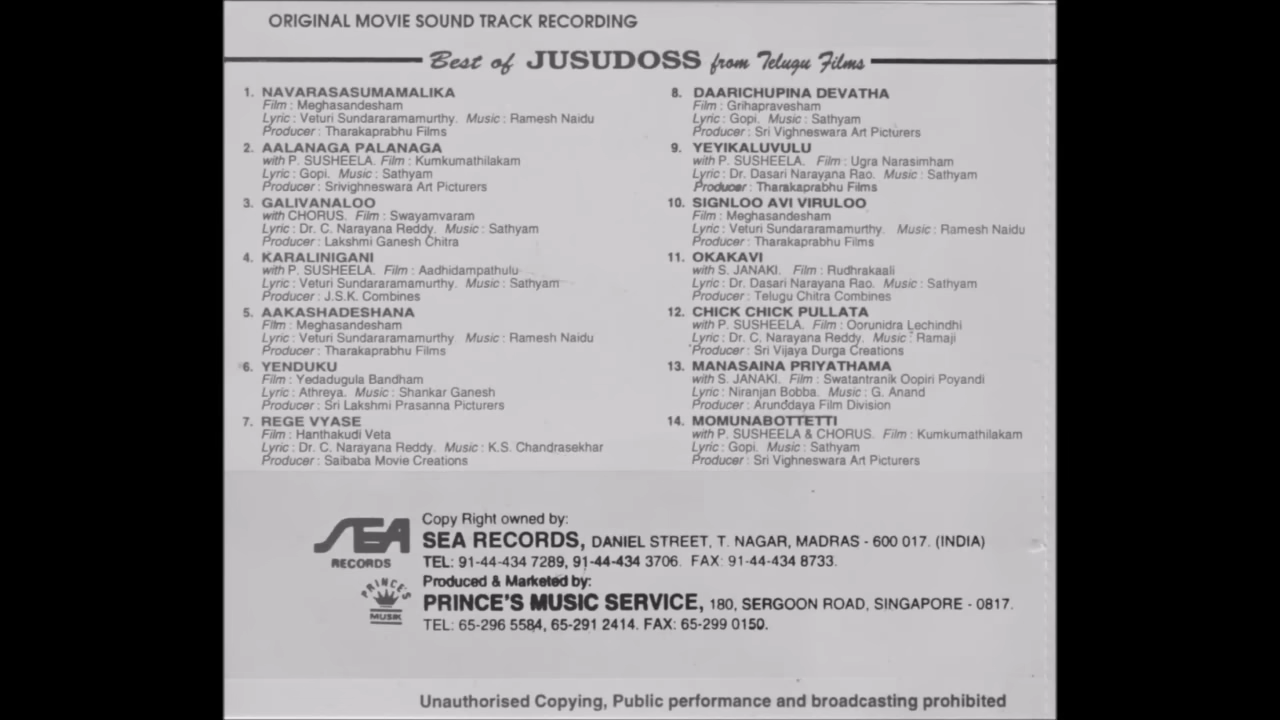 ORIGINAL MOVIE SOUND TRACK RECORDING
Best of JUSUDOSS from Telugu Films
1. NAVARASASUMAMALIKA
Film : Meghasandesham
Lyric : Veturi Sundararamamurthy. Music : Ramesh Naidu
Producer : Tharakaprabhu Films
2. AALANAGA PALANAGA
with P. SUSHEELA. Film : Kumkumathilakam
Lyric : Gopi. Music : Sathyam
Producer : Srivighneswara Art Picturers
3. GALIVANALOO
with CHORUS. Film : Swayamvaram
Lyric : Dr. C. Narayana Reddy. Music : Sathyam
Producer : Lakshmi Ganesh Chitra
4. KARALINIGANI
with P. SUSHEELA. Film : Aadhidampathulu
Lyric : Veturi Sundararamamurthy. Music : Sathyam
Producer : J.S.K. Combines
5. AAKASHADESHANA
Film : Meghasandesham
Lyric : Veturi Sundararamamurthy. Music : Ramesh Naidu
Producer : Tharakaprabhu Films
6. YENDUKU
Film : Yedadugula Bandham
Lyric : Athreya. Music : Shankar Ganesh
Producer : Sri Lakshmi Prasanna Picturers
7. REGE VYASE
Film : Hanthakudi Veta
Lyric : Dr. C. Narayana Reddy. Music : K.S. Chandrasekhar
Producer : Saibaba Movie Creations
8. DAARICHUPINA DEVATHA
Film : Grihapravesham
Lyric : Gopi. Music : Sathyam
Producer : Sri Vighneswara Art Picturers
9. YEYIKALUVULU
with P. SUSHEELA. Film : Ugra Narasimham
Lyric : Dr. Dasari Narayana Rao. Music : Sathyam
Producer : Tharakaprabhu Films
10. SIGNLOO AVI VIRULOO
Film : Meghasandesham
Lyric : Veturi Sundararamamurthy. Music : Ramesh Naidu
Producer : Tharakaprabhu Films
11. OKAKAVI
with S. JANAKI. Film : Rudhrakaali
Lyric : Dr. Dasari Narayana Rao. Music : Sathyam
Producer : Telugu Chitra Combines
12. CHICK CHICK PULLATA
with P. SUSHEELA. Film : Oorunidra Lechindhi
Lyric : Dr. C. Narayana Reddy. Music : Ramaji
Producer : Sri Vijaya Durga Creations
13. MANASAINA PRIYATHAMA
with S. JANAKI. Film : Swatantranik Oopiri Poyandi
Lyric : Niranjan Bobba. Music : G. Anand
Producer : Arunddaya Film Division
14. MOMUNABOTTETTI
with P. SUSHEELA & CHORUS. Film : Kumkumathilakam
Lyric : Gopi. Music : Sathyam
Producer : Sri Vighneswara Art Picturers
SEA
RECORDS
Copy Right owned by:
SEA RECORDS, DANIEL STREET, T. NAGAR, MADRAS - 600 017. (INDIA)
TEL: 91-44-434 7289, 91-44-434 3706. FAX: 91-44-434 8733.
PRINCE'S
MUSIK
Produced & Marketed by:
PRINCE'S MUSIC SERVICE, 180, SERGOON ROAD, SINGAPORE - 0817.
TEL: 65-296 5584, 65-291 2414. FAX: 65-299 0150.
Unauthorised Copying, Public performance and broadcasting prohibited